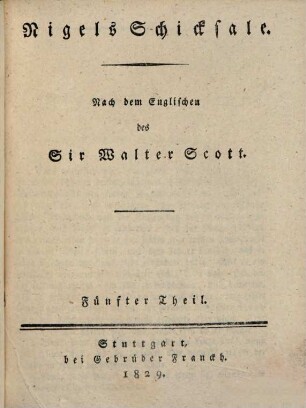 Nigels Schicksale.
Nach dem Englischen
des
Sir Walter Scott.
Fünfter Theil.
Stuttgart,
bei Gebrüder Franckh.
1829.